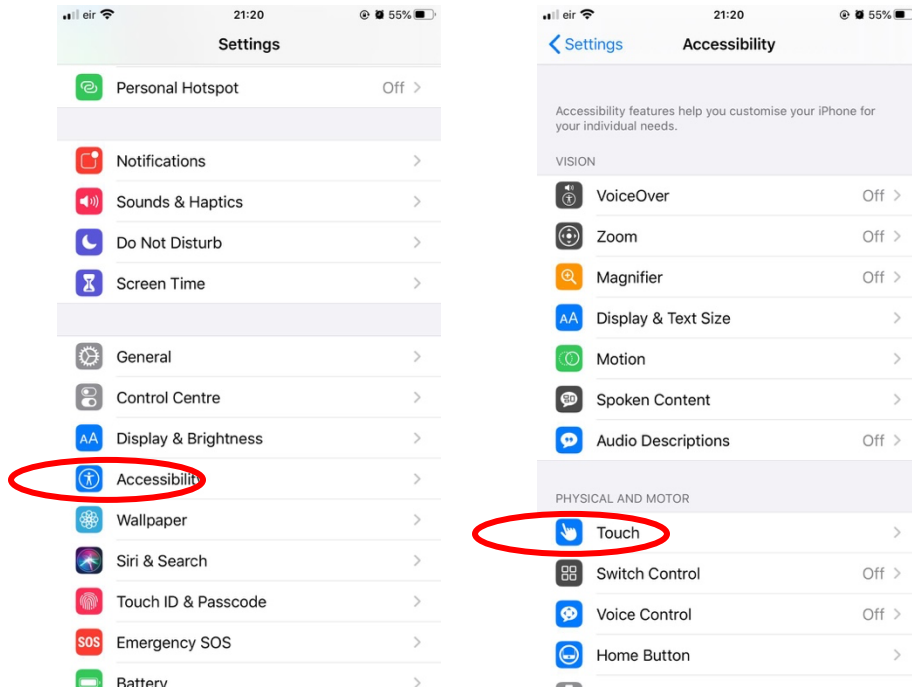 eir 21:20 55%
Settings
Personal Hotspot Off
Notifications
Sounds & Haptics
Do Not Disturb
Screen Time
General
Control Centre
AA Display & Brightness
Accessibility
Wallpaper
Siri & Search
Touch ID & Passcode
SOS Emergency SOS
Battery
eir 21:20 55%
Settings Accessibility
Accessibility features help you customise your iPhone for
your individual needs.
VISION
VoiceOver Off
Zoom Off
Magnifier Off
AA Display & Text Size
Motion
Spoken Content
Audio Descriptions Off
PHYSICAL AND MOTOR
Touch
Switch Control Off
Voice Control Off
Home Button